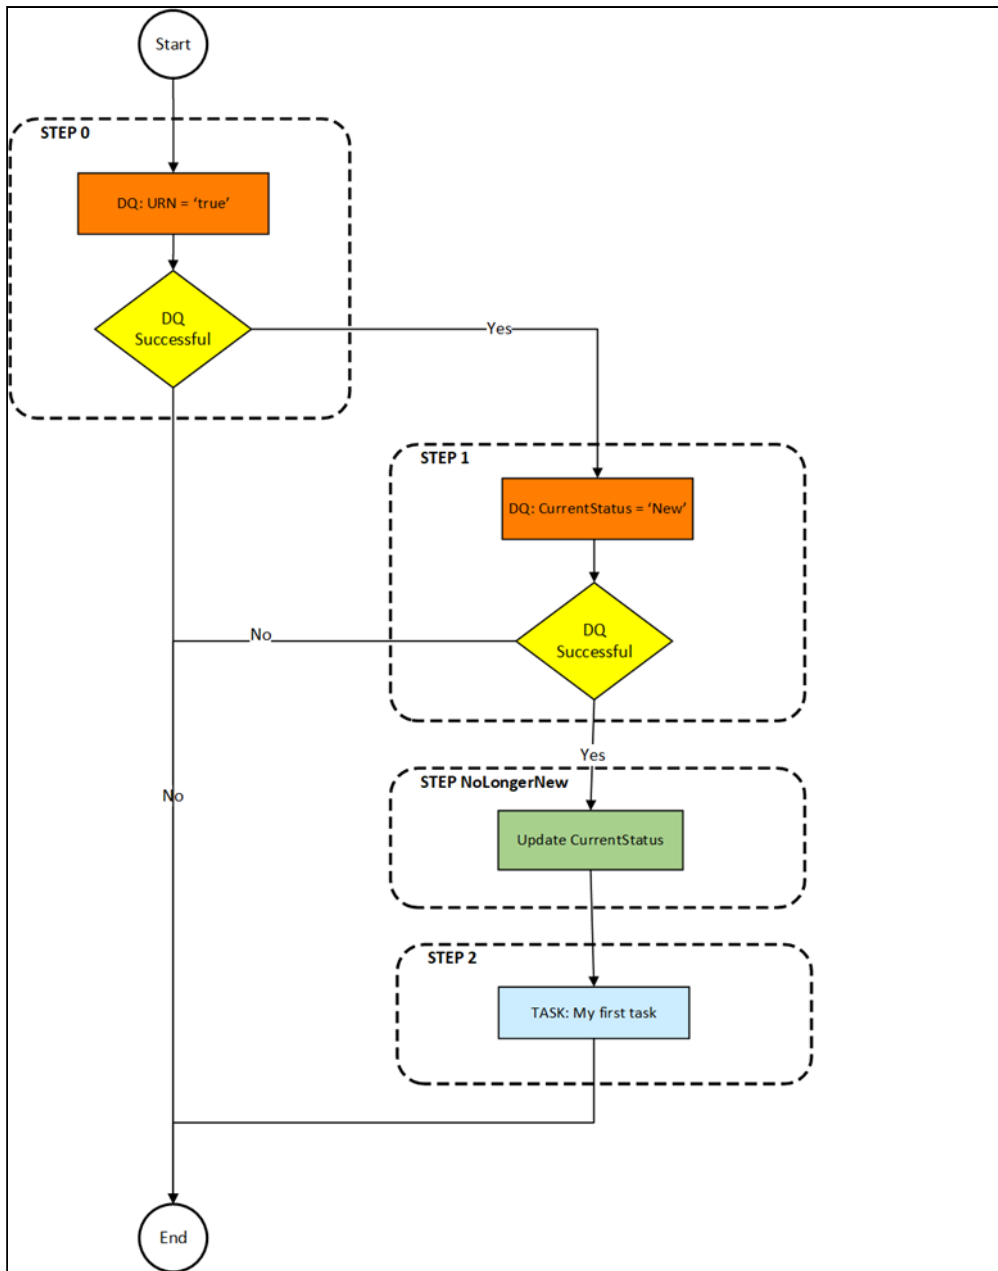 Start
STEP 0
DQ: URN = ‘true’
DQ
Successful
Yes
STEP 1
DQ: CurrentStatus = ‘New’
DQ
Successful
No
Yes
STEP NoLongerNew
No
Update CurrentStatus
STEP 2
TASK: My first task
End